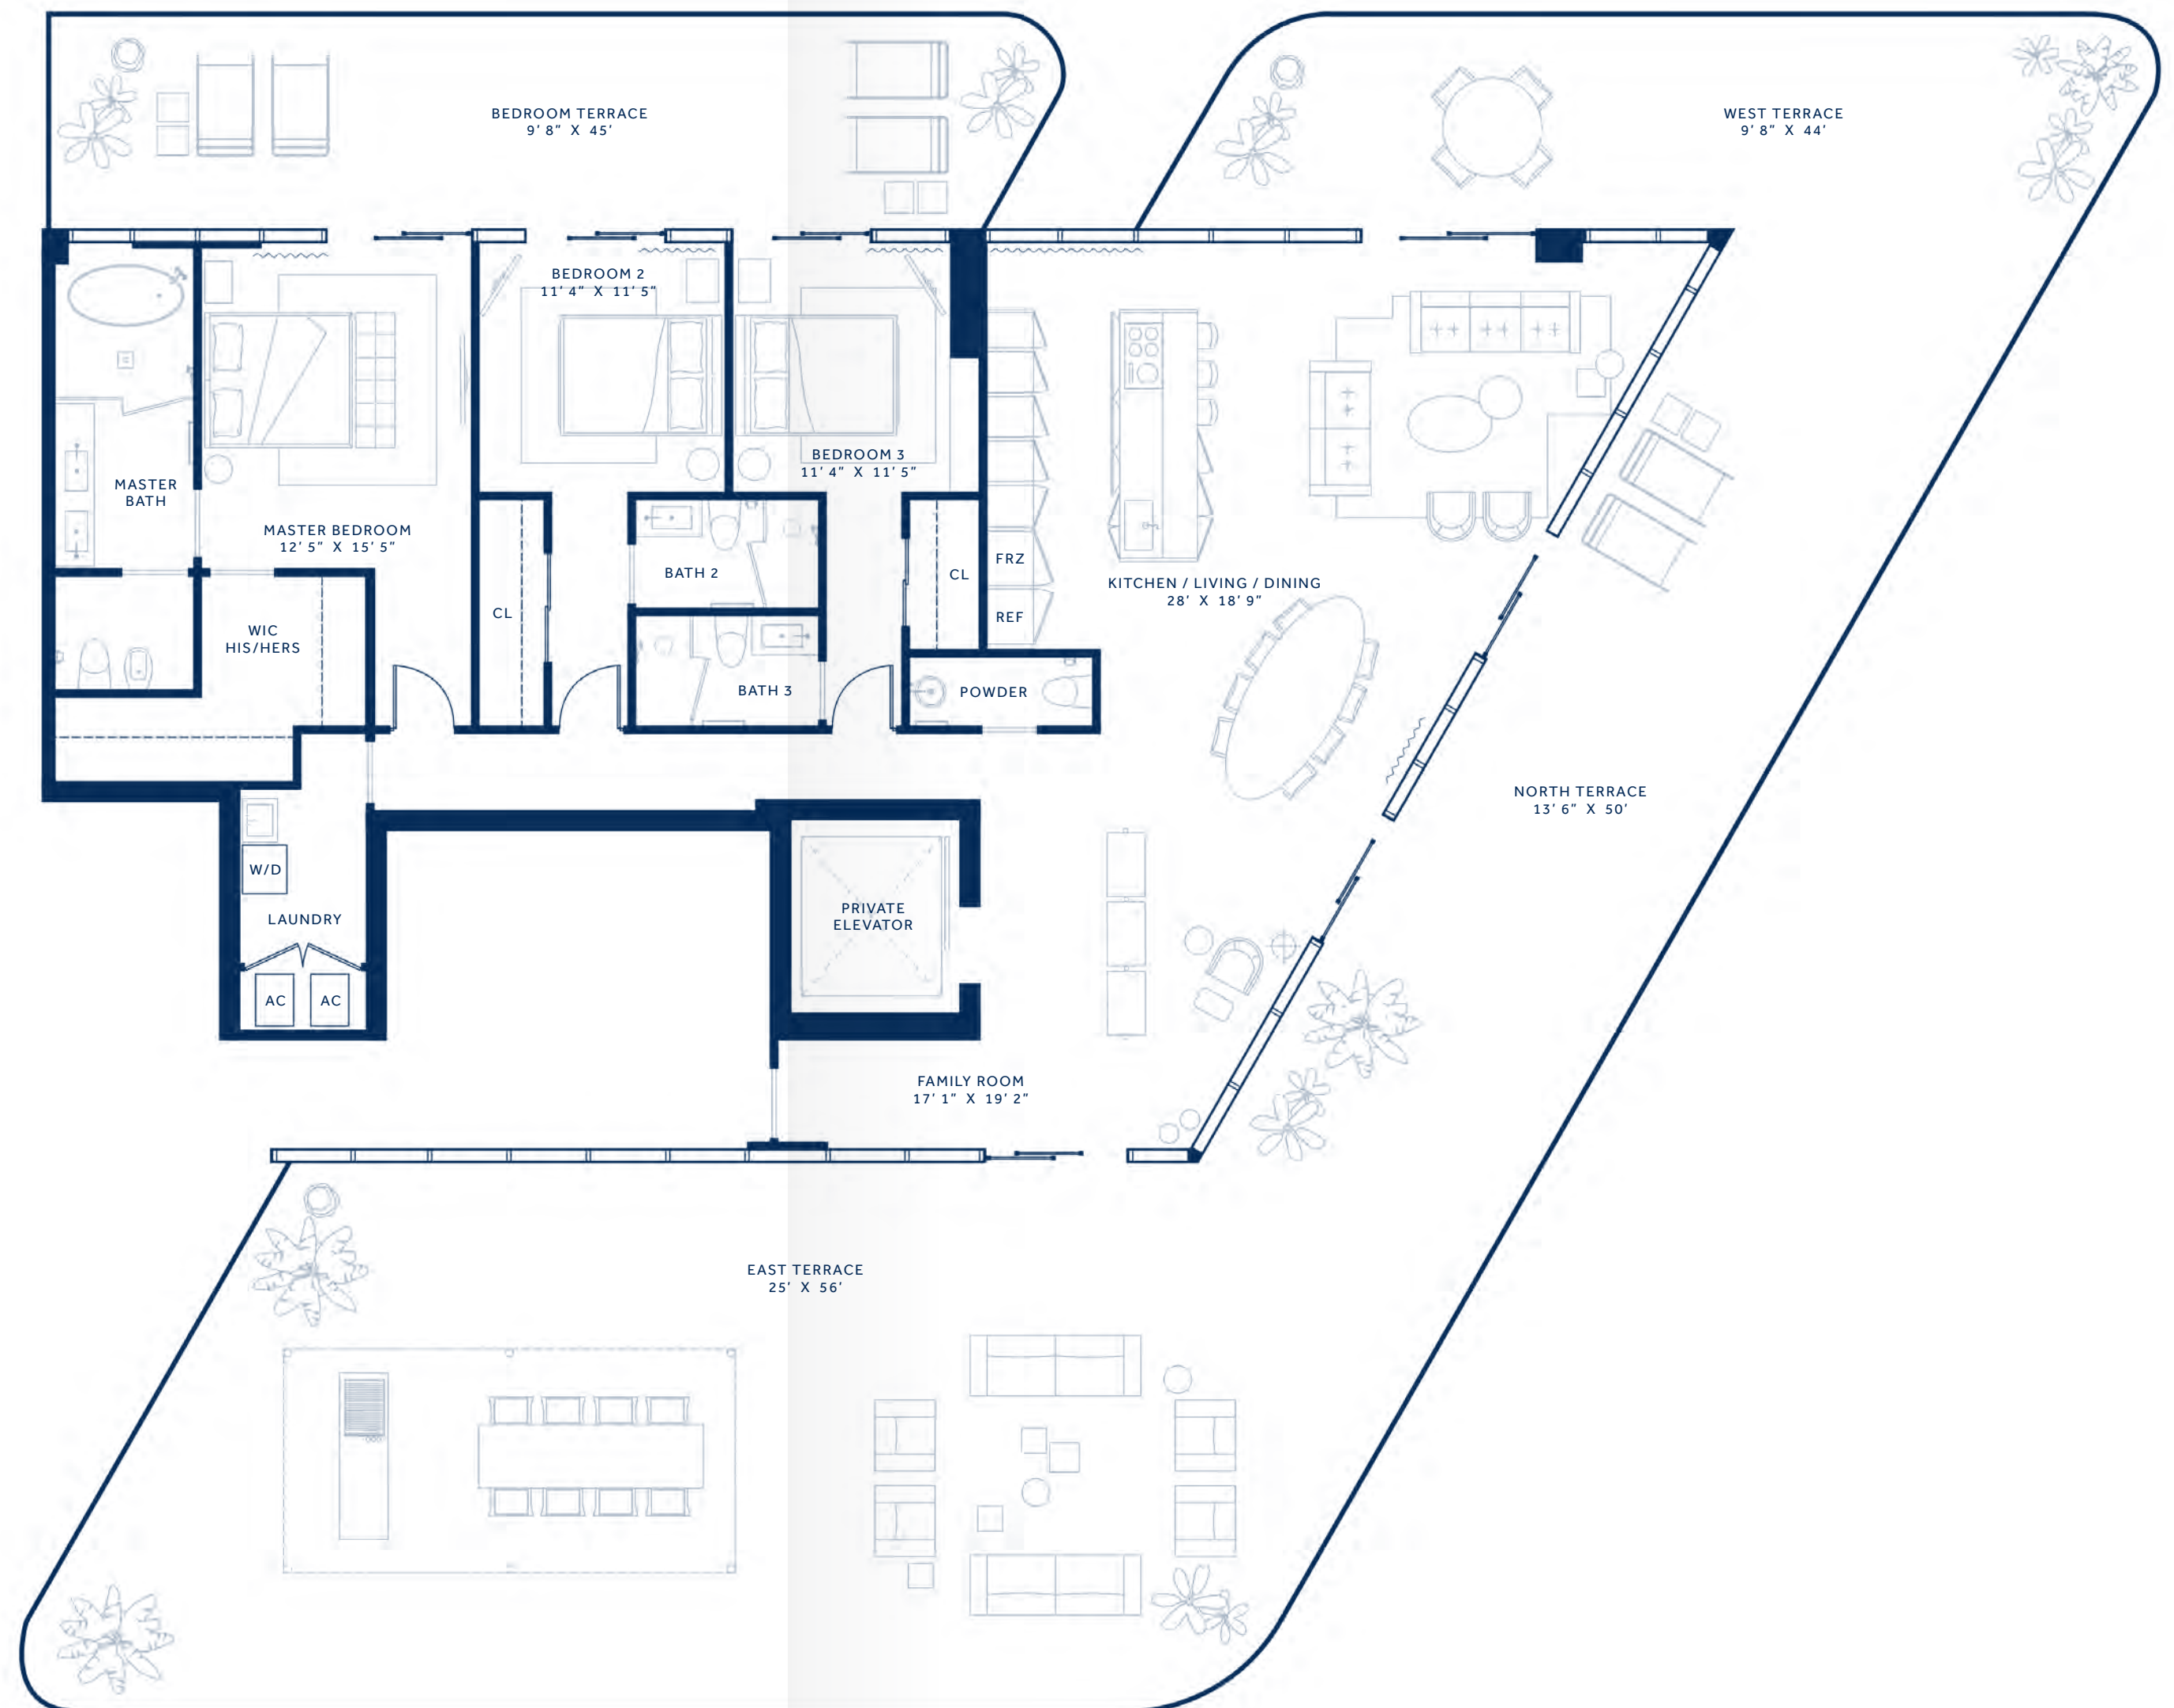 BEDROOM TERRACE
9' 8" X 45'
WEST TERRACE
9' 8" X 44'
BEDROOM 2
11' 4" X 11' 5"
BEDROOM 3
11' 4" X 11' 5"
MASTER
BATH
MASTER BEDROOM
12' 5" X 15' 5"
BATH 2
CL
FRZ
KITCHEN / LIVING / DINING
28' X 18' 9"
CL
REF
WIC
HIS/HERS
BATH 3
POWDER
NORTH TERRACE
13' 6" X 50'
W/D
LAUNDRY
PRIVATE
ELEVATOR
AC
AC
FAMILY ROOM
17' 1" X 19' 2"
EAST TERRACE
25' X 56'